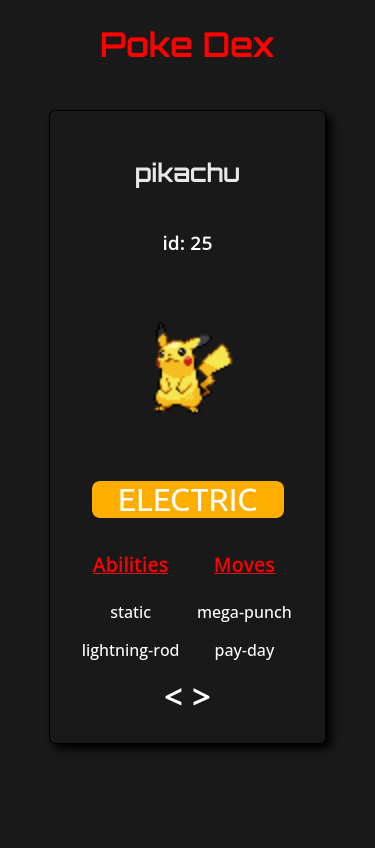 Poke Dex
pikachu
id: 25
ELECTRIC
Abilities Moves
static mega-punch
lightning-rod pay-day
< >